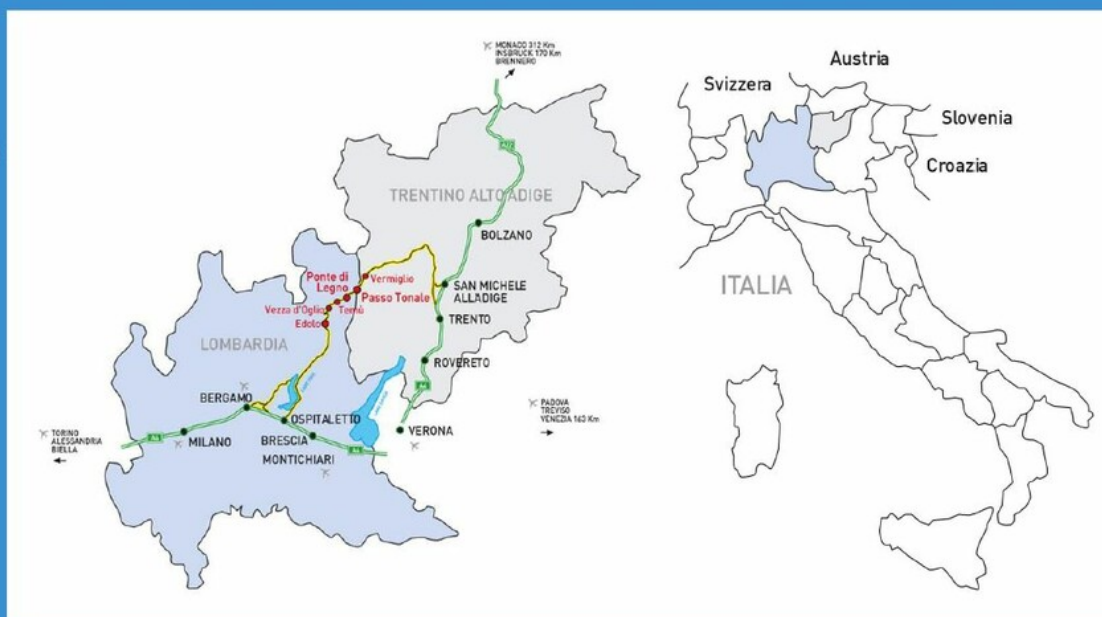 MONACO 312 Km
INSBRUCK 170 Km
BRENNERO
TRENTINO ALTO ADIGE
BOLZANO
Vermiglio
Ponte di
Legno
Passo Tonale
SAN MICHELE
ALLADIGE
Vezza d'Oglio
Temù
Edolo
TRENTO
LOMBARDIA
ROVERETO
BERGAMO
OSPITALETTO
VERONA
BRESCIA
MILANO
MONTICHIARI
TORINO
ALESSANDRIA
BIELLA
PADOVA
TREVISO
VENEZIA 163 Km
Austria
Svizzera
Slovenia
Croazia
ITALIA